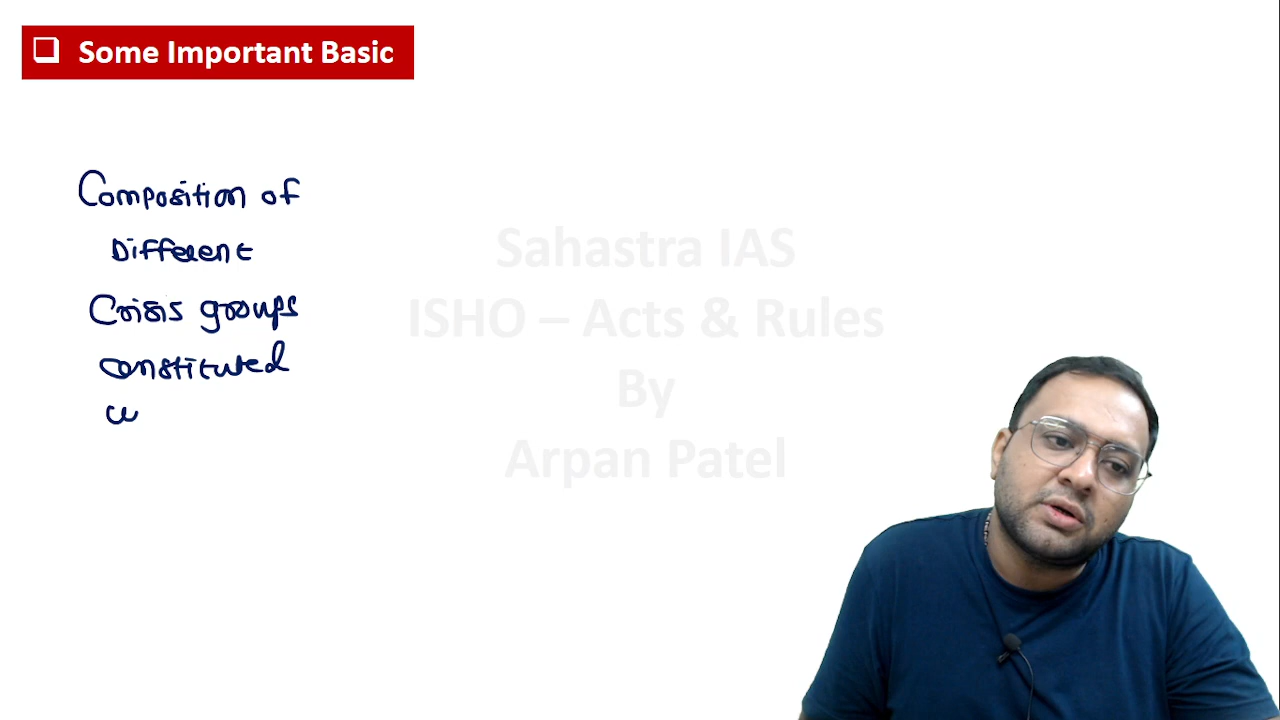 Some Important Basic
Composition of
Different
Crisis groups
constituted
Sahastra IAS
ISHO – Acts & Rules
By
Arpan Patel